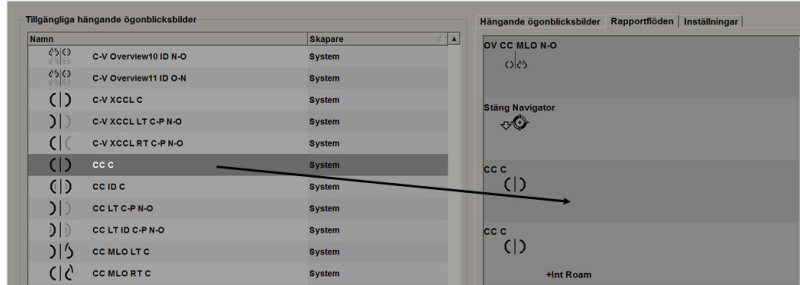 Tillgängliga hängande ögonblicksbilder
Namn Skapare
C-V Overview10 ID N-O System
C-V Overview11 ID O-N System
C-V XCCL C System
C-V XCCL LT C-P N-O System
C-V XCCL RT C-P N-O System
CC C System
CC ID C System
CC LT C-P N-O System
CC LT ID C-P N-O System
CC MLO LT C System
CC MLO RT C System
Hängande ögonblicksbilder Rapportflöden Inställningar
OV CC MLO N-O
Stäng Navigator
CC C
CC C
+Int Roam